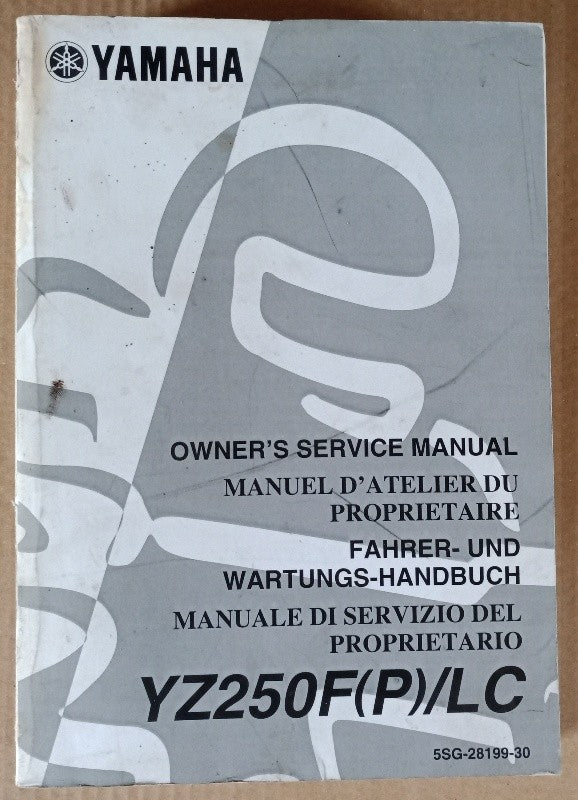 YAMAHA
OWNER'S SERVICE MANUAL
MANUEL D'ATELIER DU
PROPRIETAIRE
FAHRER- UND
WARTUNGS-HANDBUCH
MANUALE DI SERVIZIO DEL
PROPRIETARIO
YZ250F(P)/LC
5SG-28199-30